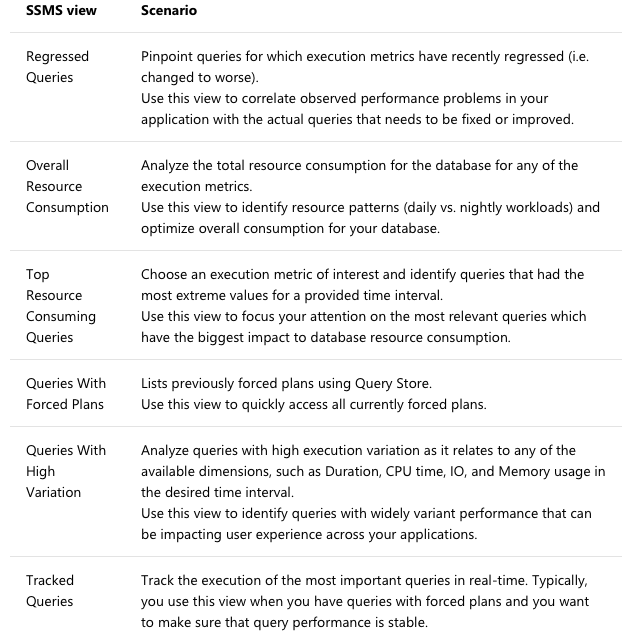 SSMS view
Scenario
Regressed
Queries
Pinpoint queries for which execution metrics have recently regressed (i.e.
changed to worse).
Use this view to correlate observed performance problems in your
application with the actual queries that needs to be fixed or improved.
Overall
Resource
Consumption
Analyze the total resource consumption for the database for any of the
execution metrics.
Use this view to identify resource patterns (daily vs. nightly workloads) and
optimize overall consumption for your database.
Top
Resource
Consuming
Queries
Choose an execution metric of interest and identify queries that had the
most extreme values for a provided time interval.
Use this view to focus your attention on the most relevant queries which
have the biggest impact to database resource consumption.
Queries With
Forced Plans
Lists previously forced plans using Query Store.
Use this view to quickly access all currently forced plans.
Queries With
High
Variation
Analyze queries with high execution variation as it relates to any of the
available dimensions, such as Duration, CPU time, IO, and Memory usage in
the desired time interval.
Use this view to identify queries with widely variant performance that can
be impacting user experience across your applications.
Tracked
Queries
Track the execution of the most important queries in real-time. Typically,
you use this view when you have queries with forced plans and you want
to make sure that query performance is stable.